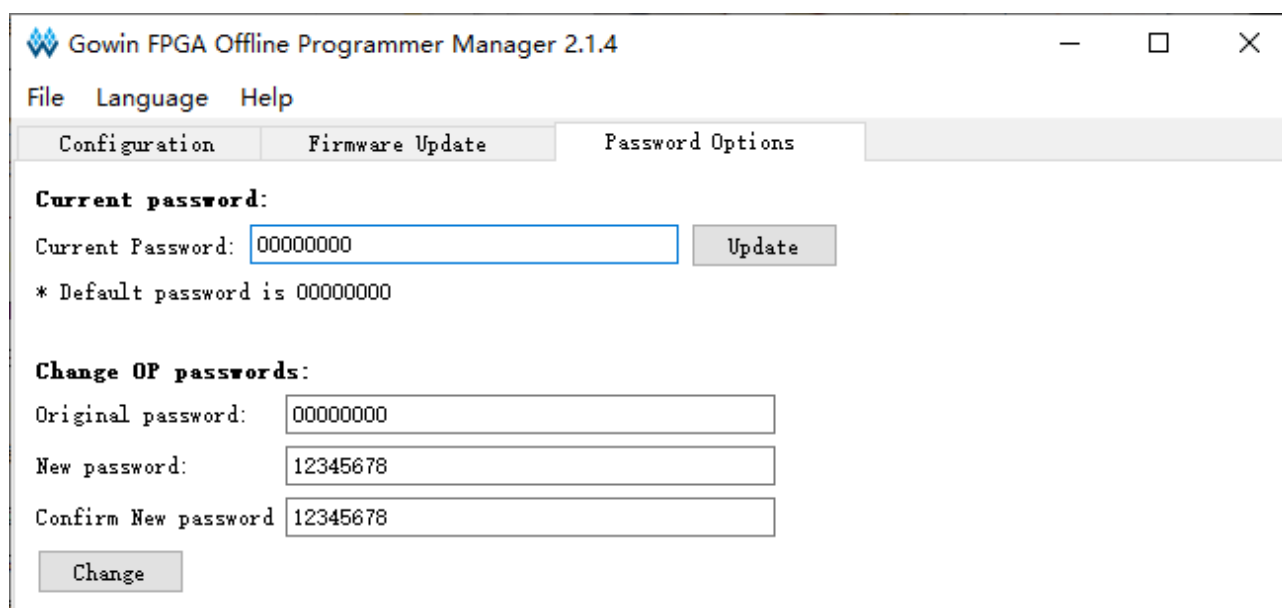 Gowin FPGA Offline Programmer Manager 2.1.4
File Language Help
Configuration Firmware Update Password Options
Current password:
Current Password: 00000000 Update
* Default password is 00000000
Change OP passwords:
Original password: 00000000
New password: 12345678
Confirm New password 12345678
Change